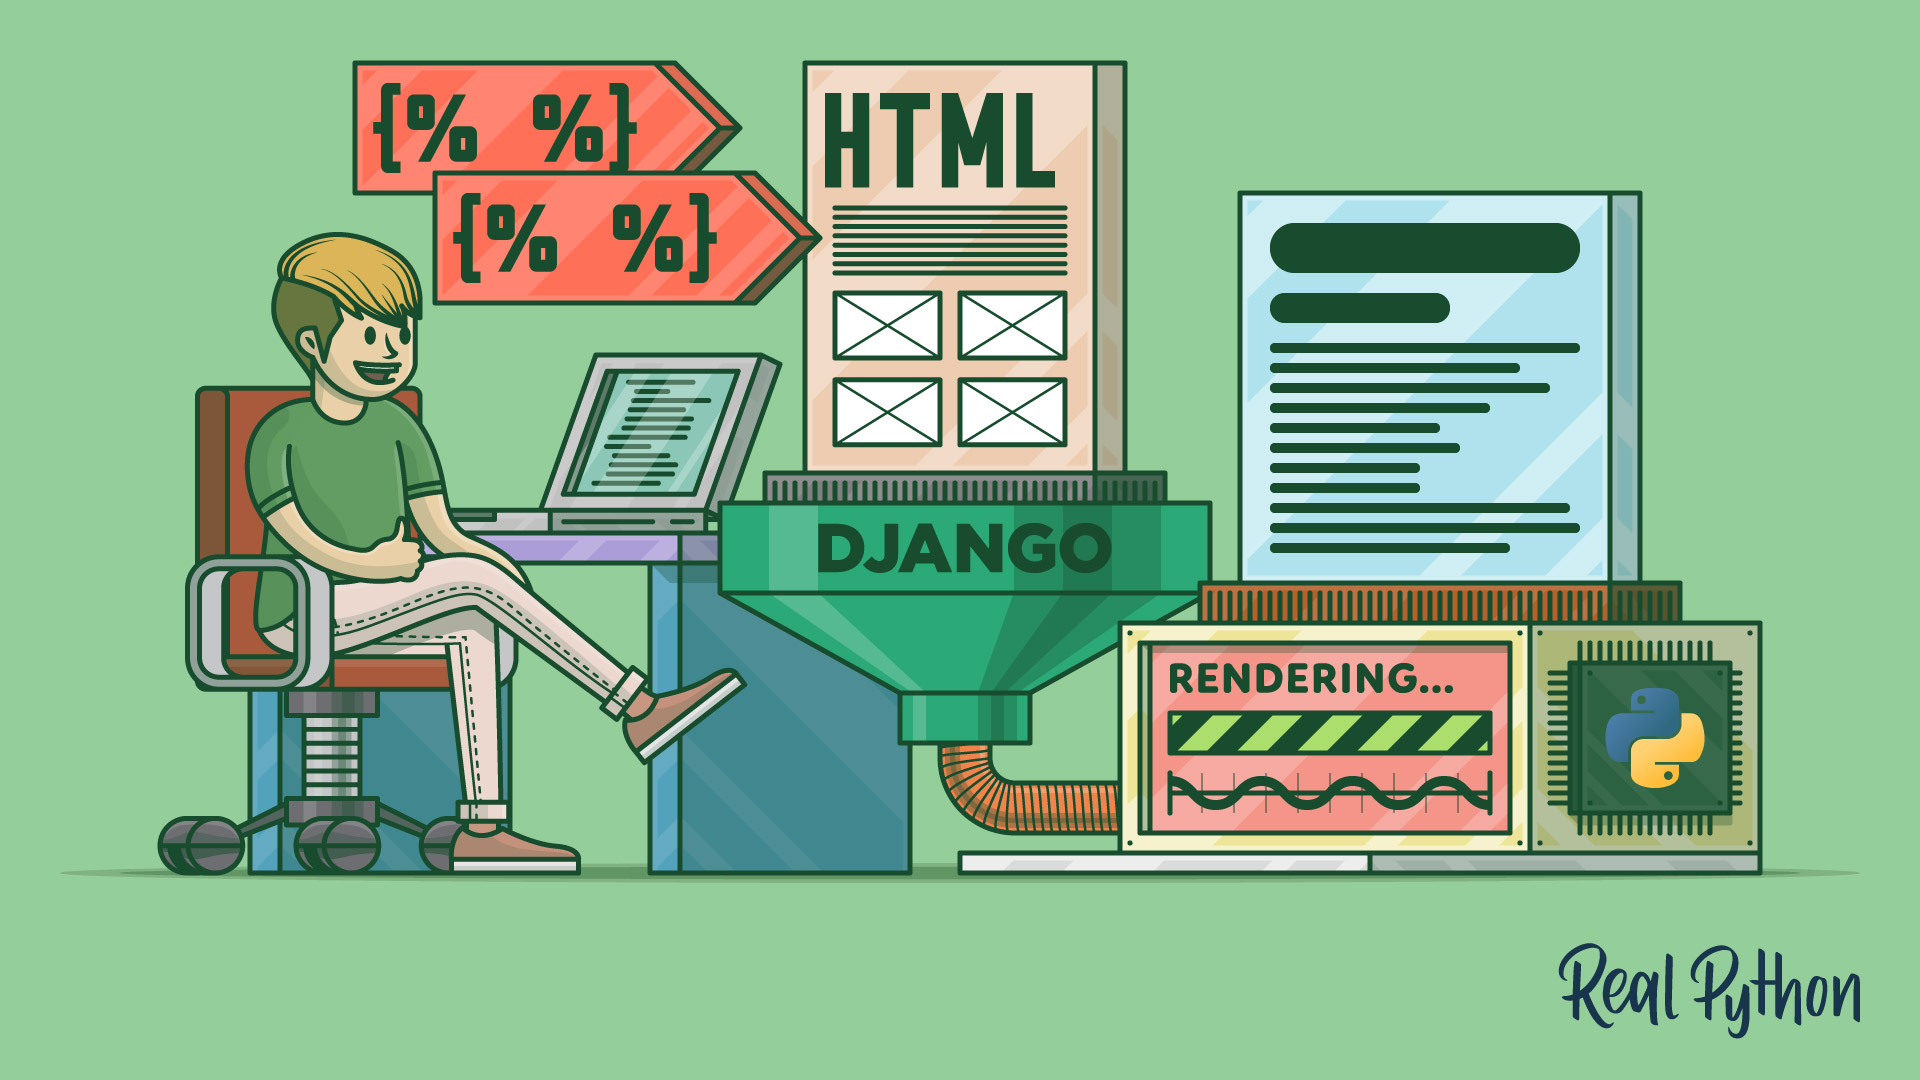 {% %}
{% %}
HTML
DJANGO
RENDERING...
Real Python